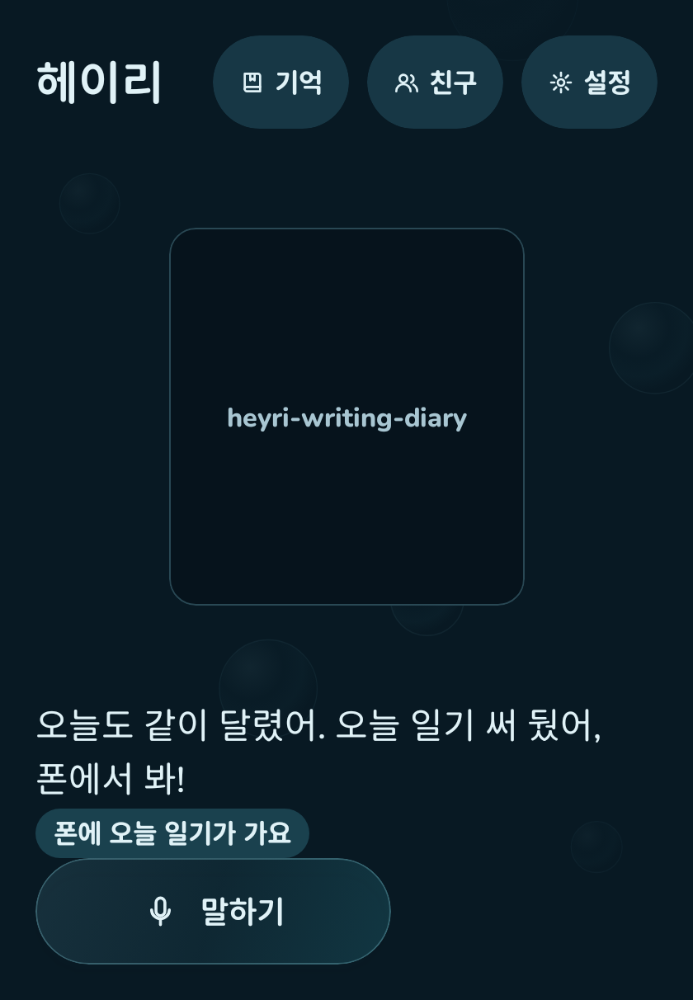 헤이리
기억
친구
설정
heyri-writing-diary
오늘도 같이 달렸어. 오늘 일기 써 뒀어,
폰에서 봐!
폰에 오늘 일기가 가요
말하기